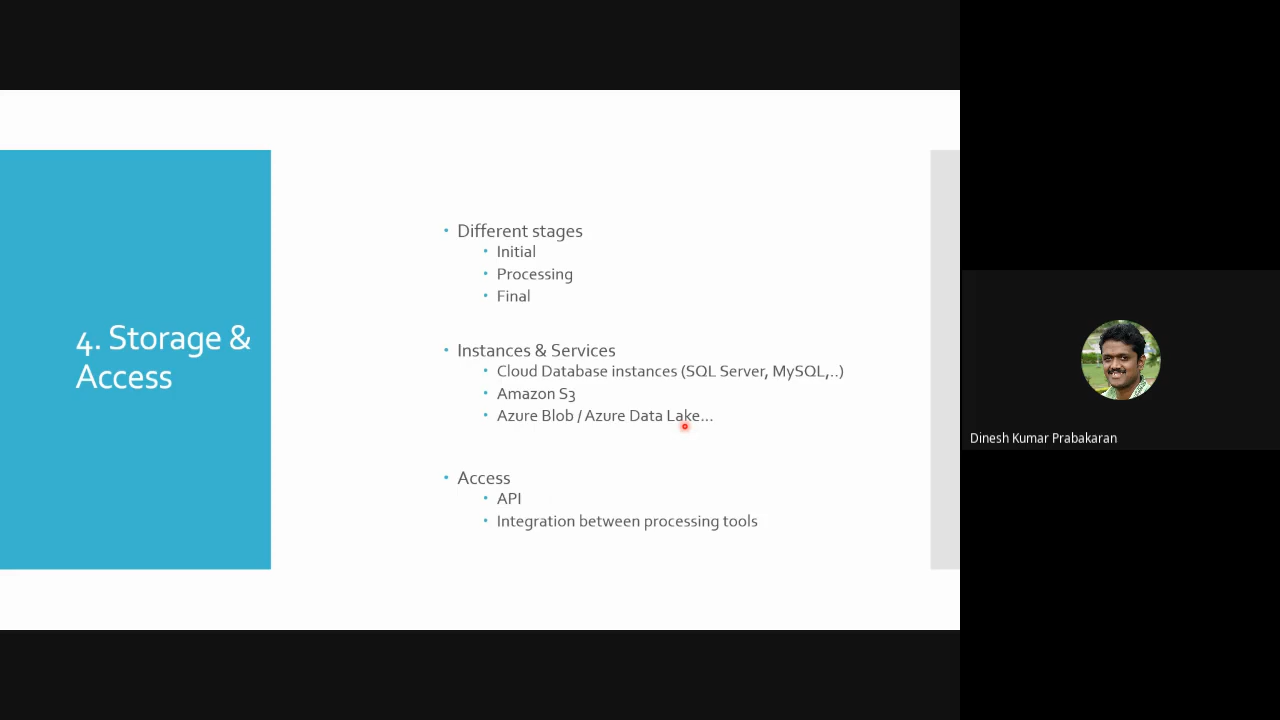 4. Storage &
Access
• Different stages
• Initial
• Processing
• Final
• Instances & Services
• Cloud Database instances (SQL Server, MySQL,..)
• Amazon S3
• Azure Blob / Azure Data Lake...
• Access
• API
• Integration between processing tools
Dinesh Kumar Prabakaran